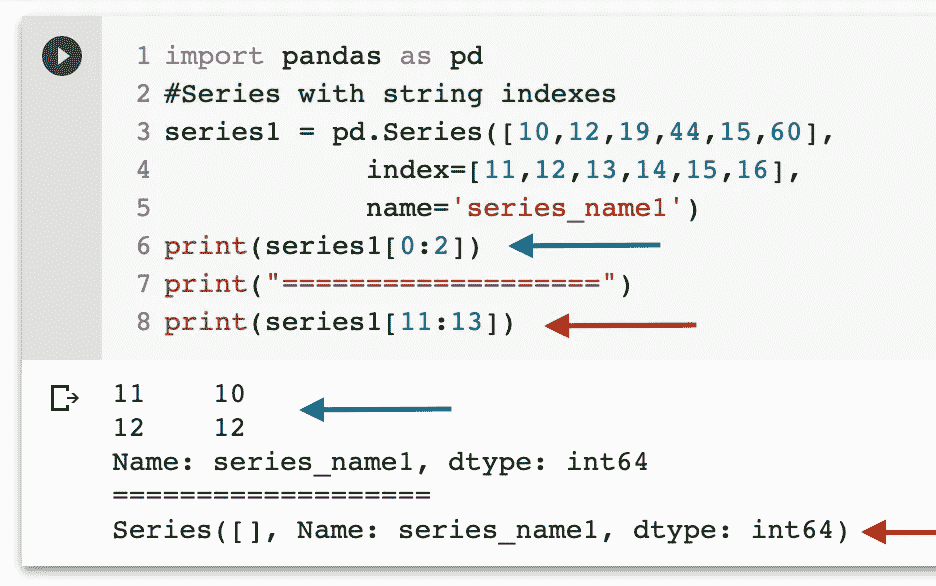 1 import pandas as pd
2 #Series with string indexes
3 series1 = pd.Series([10,12,19,44,15,60],
4             index=[11,12,13,14,15,16],
5             name='series_name1')
6 print(series1[0:2])
7 print("===================")
8 print(series1[11:13])
11    10
12    12
Name: series_name1, dtype: int64
===================
Series([], Name: series_name1, dtype: int64)